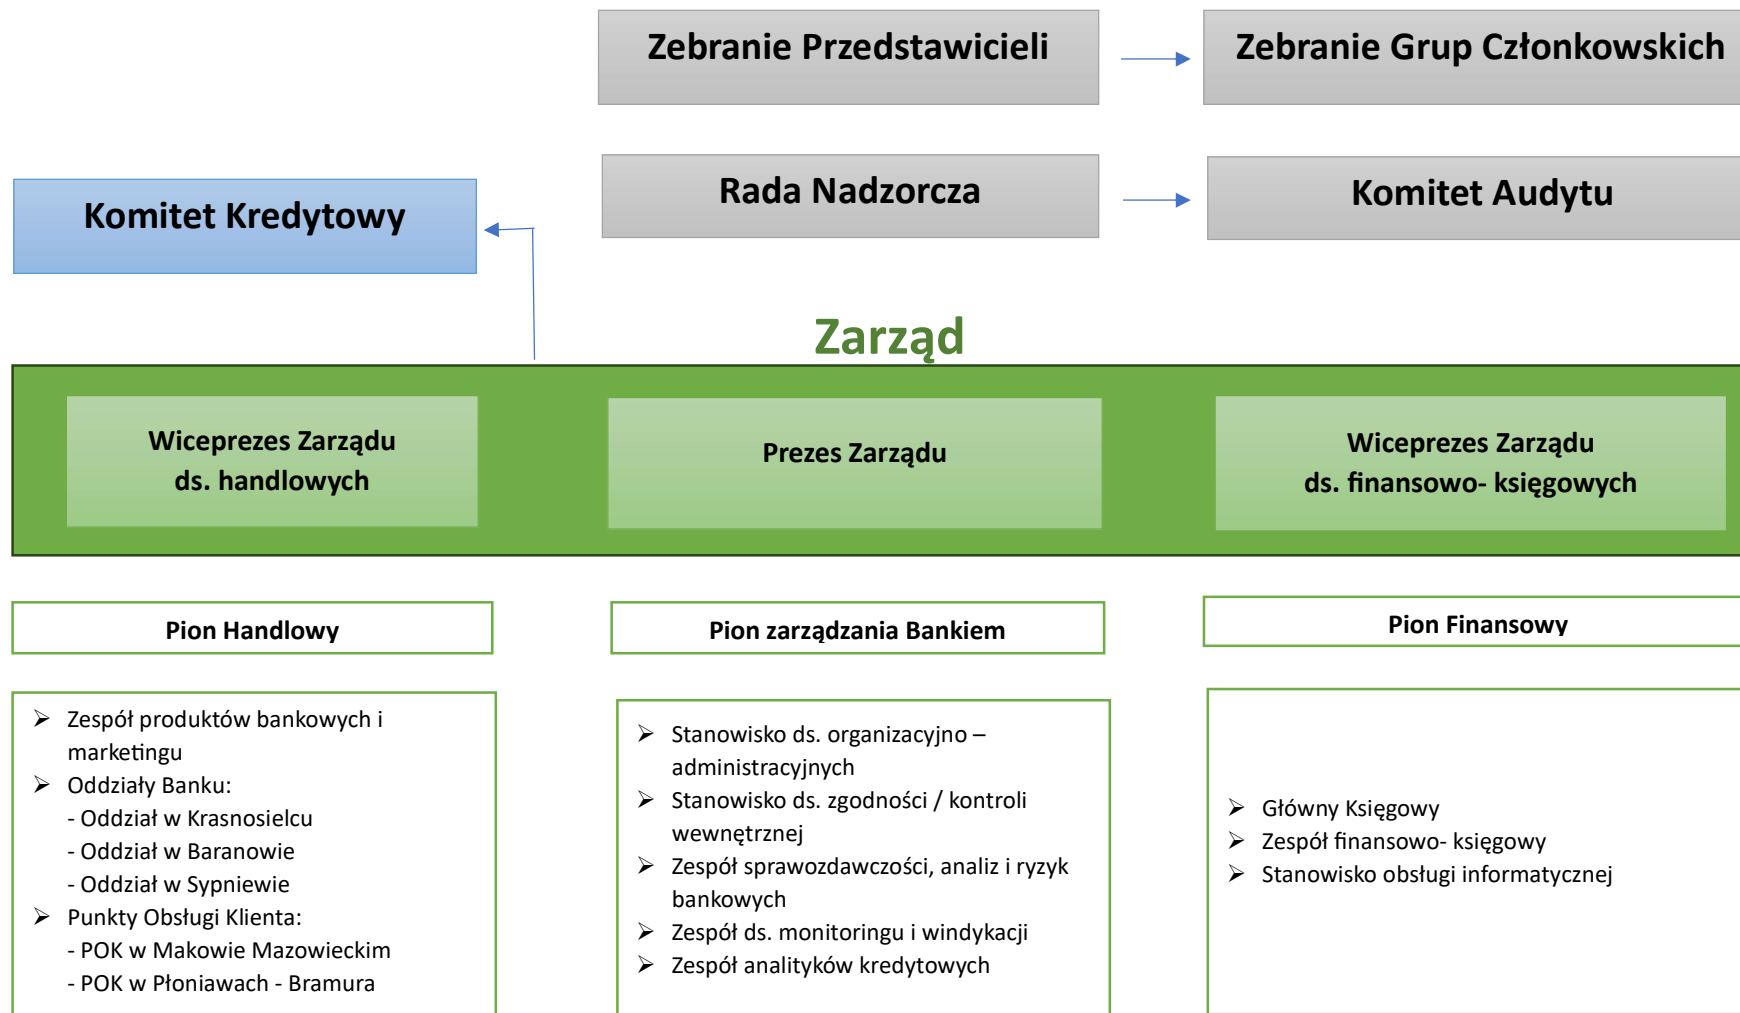 Zebranie Przedstawicieli
Zebranie Grup Członkowskich
Rada Nadzorcza
Komitet Audytu
Komitet Kredytowy
Zarząd
Wiceprezes Zarządu
ds. handlowych
Prezes Zarządu
Wiceprezes Zarządu
ds. finansowo- księgowych
Pion Handlowy
Pion zarządzania Bankiem
Pion Finansowy
➢ Zespół produktów bankowych i
marketingu
➢ Oddziały Banku:
- Oddział w Krasnosielcu
- Oddział w Baranowie
- Oddział w Sypniewie
➢ Punkty Obsługi Klienta:
- POK w Makowie Mazowieckim
- POK w Płoniawach - Bramura
➢ Stanowisko ds. organizacyjno –
administracyjnych
➢ Stanowisko ds. zgodności / kontroli
wewnętrznej
➢ Zespół sprawozdawczości, analiz i ryzyk
bankowych
➢ Zespół ds. monitoringu i windykacji
➢ Zespół analityków kredytowych
➢ Główny Księgowy
➢ Zespół finansowo- księgowy
➢ Stanowisko obsługi informatycznej